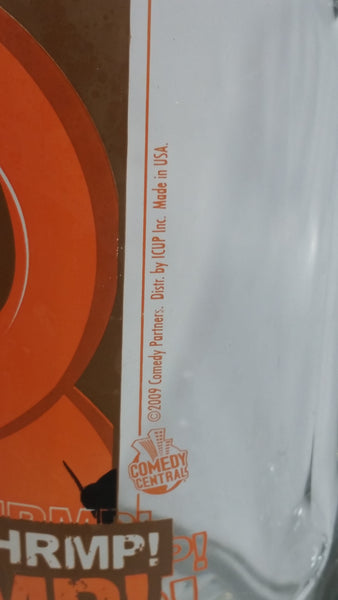 ©2009 Comedy Partners. Distr. by ICUP Inc. Made in USA.
COMEDY
CENTRAL
HRMP!